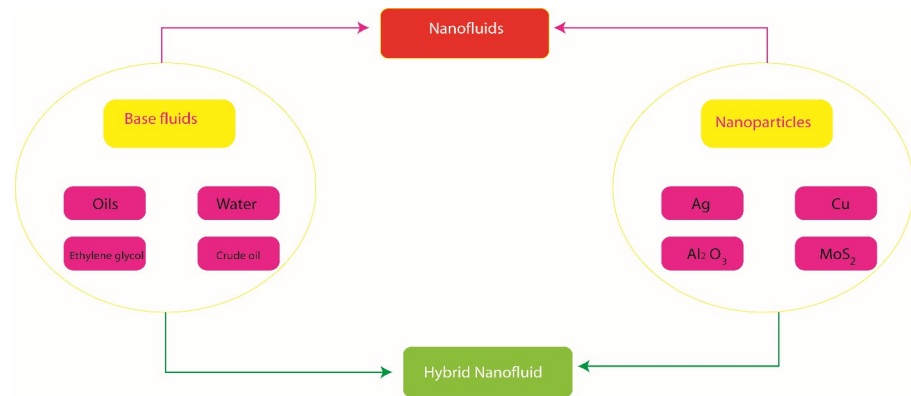 Nanofluids
Base fluids
Nanoparticles
Oils
Water
Ag
Cu
Ethylene glycol
Crude oil
Al₂ O₃
MoS₂
Hybrid Nanofluid